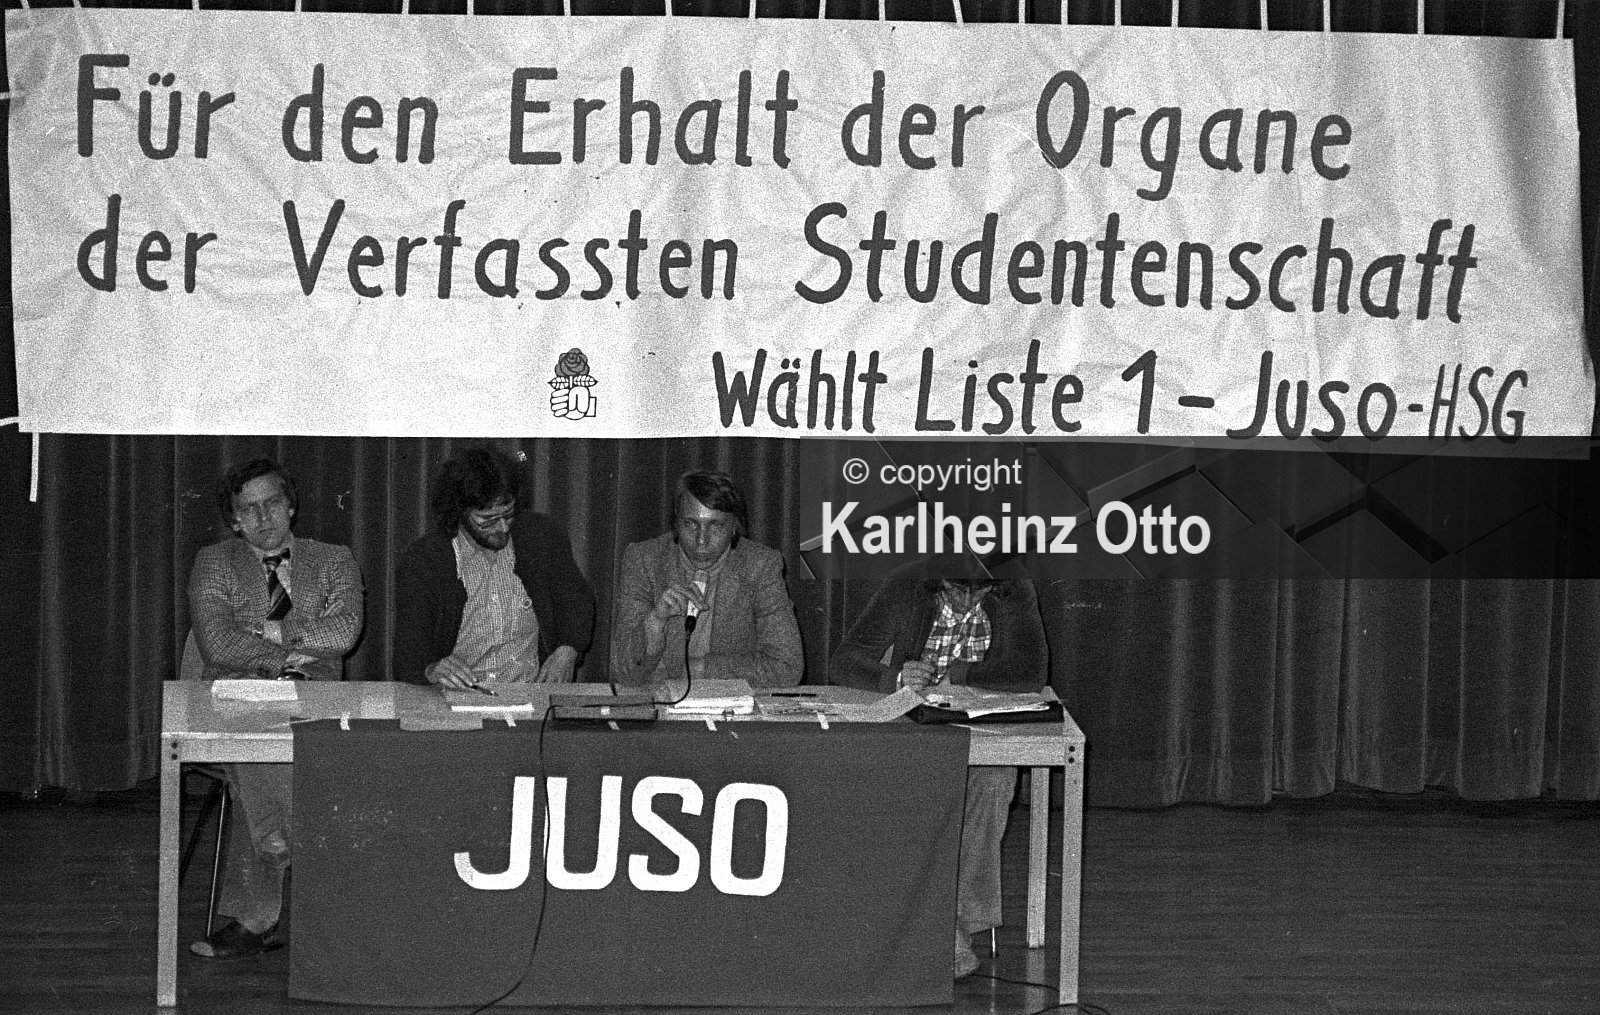 Für den Erhalt der Organe
der Verfassten Studentenschaft
Wählt Liste 1 - Juso-HSG
© copyright
Karlheinz Otto
JUSO